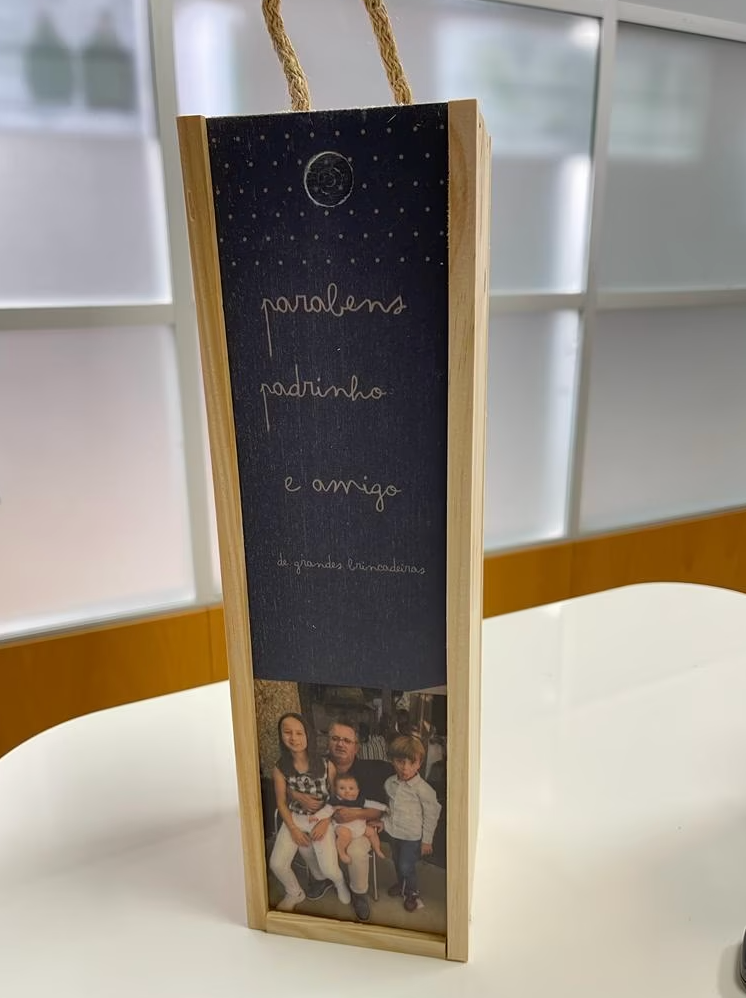 parabens
padrinho
e amigo
de grandes brincadeiras